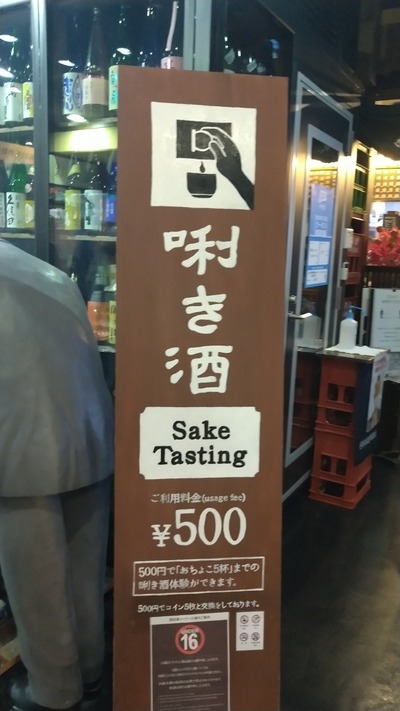 唎き酒
Sake
Tasting
ご利用料金(usage fee)
¥500
500円で「おちょこ5杯」までの
唎き酒体験ができます。
500円でコイン5枚と交換をしております。
16